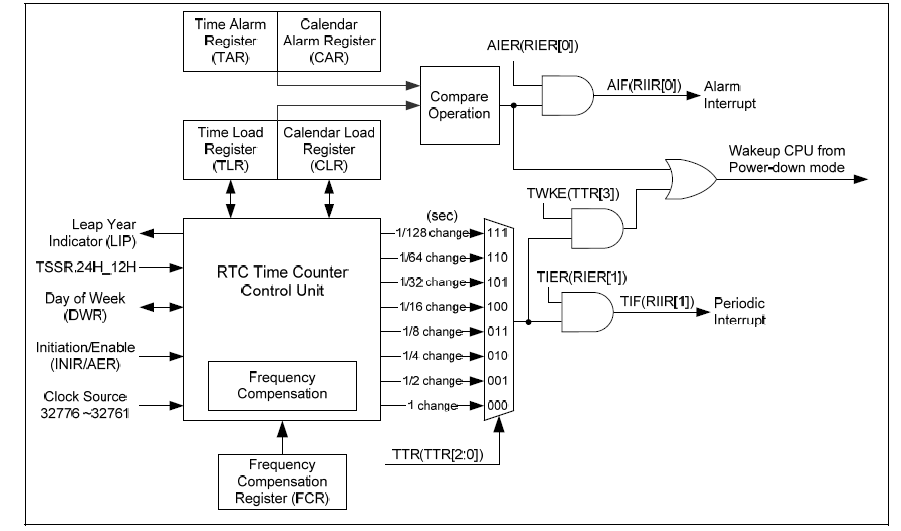 Time Alarm
Register
(TAR)
Calendar
Alarm Register
(CAR)
AIER(RIER[0])
Compare
Operation
AIF(RIIR[0])
Alarm
Interrupt
Time Load
Register
(TLR)
Calendar Load
Register
(CLR)
Wakeup CPU from
Power-down mode
TWKE(TTR[3])
Leap Year
Indicator (LIP)
TSSR.24H_12H
Day of Week
(DWR)
Initiation/Enable
(INIR/AER)
Clock Source
32776 ~32761
RTC Time Counter
Control Unit
Frequency
Compensation
(sec)
1/128 change 111
1/64 change 110
1/32 change 101
1/16 change 100
1/8 change 011
1/4 change 010
1/2 change 001
1 change 000
TIER(RIER[1])
TIF(RIIR[1])
Periodic
Interrupt
TTR(TTR[2:0])
Frequency
Compensation
Register (FCR)